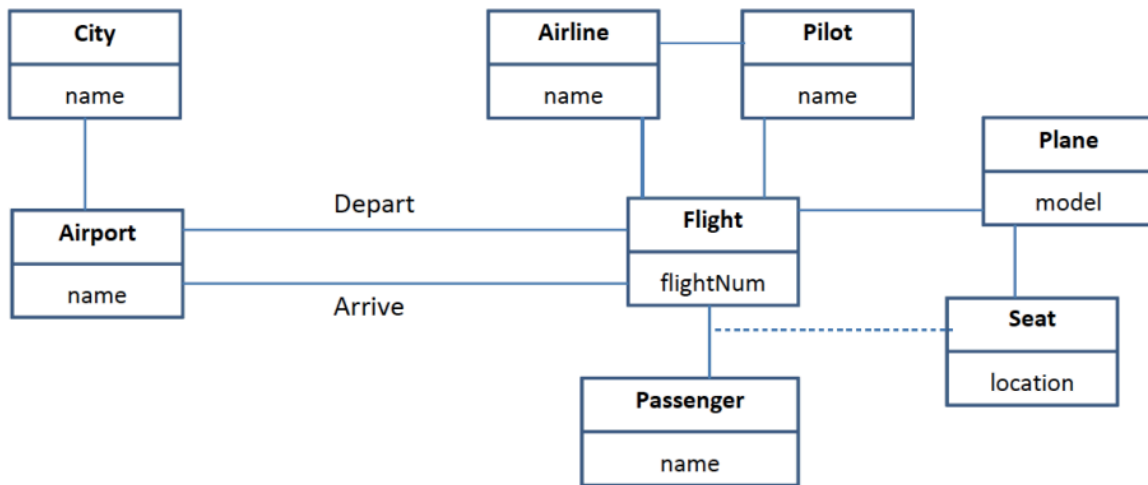 City
name
Airline
name
Pilot
name
Plane
model
Depart
Airport
name
Arrive
Flight
flightNum
Seat
location
Passenger
name